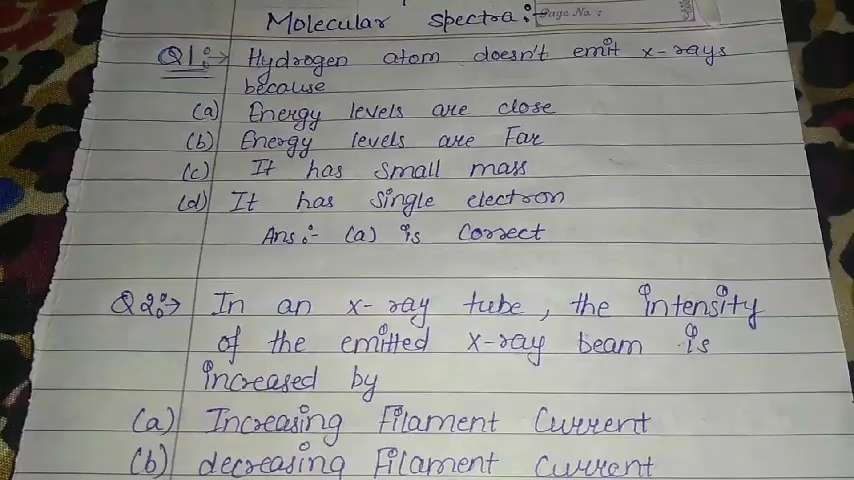 Molecular Spectra:-
Page No :
Q1:-> Hydrogen atom doesn't emit x-rays
because
(a) Energy levels are close
(b) Energy levels are Far
(c) It has small mass
(d) It has single electron
Ans:- (a) is Correct
Q2:-> In an x-ray tube, the intensity
of the emitted x-ray beam is
increased by
(a) Increasing Filament Current
(b) decreasing Filament Current